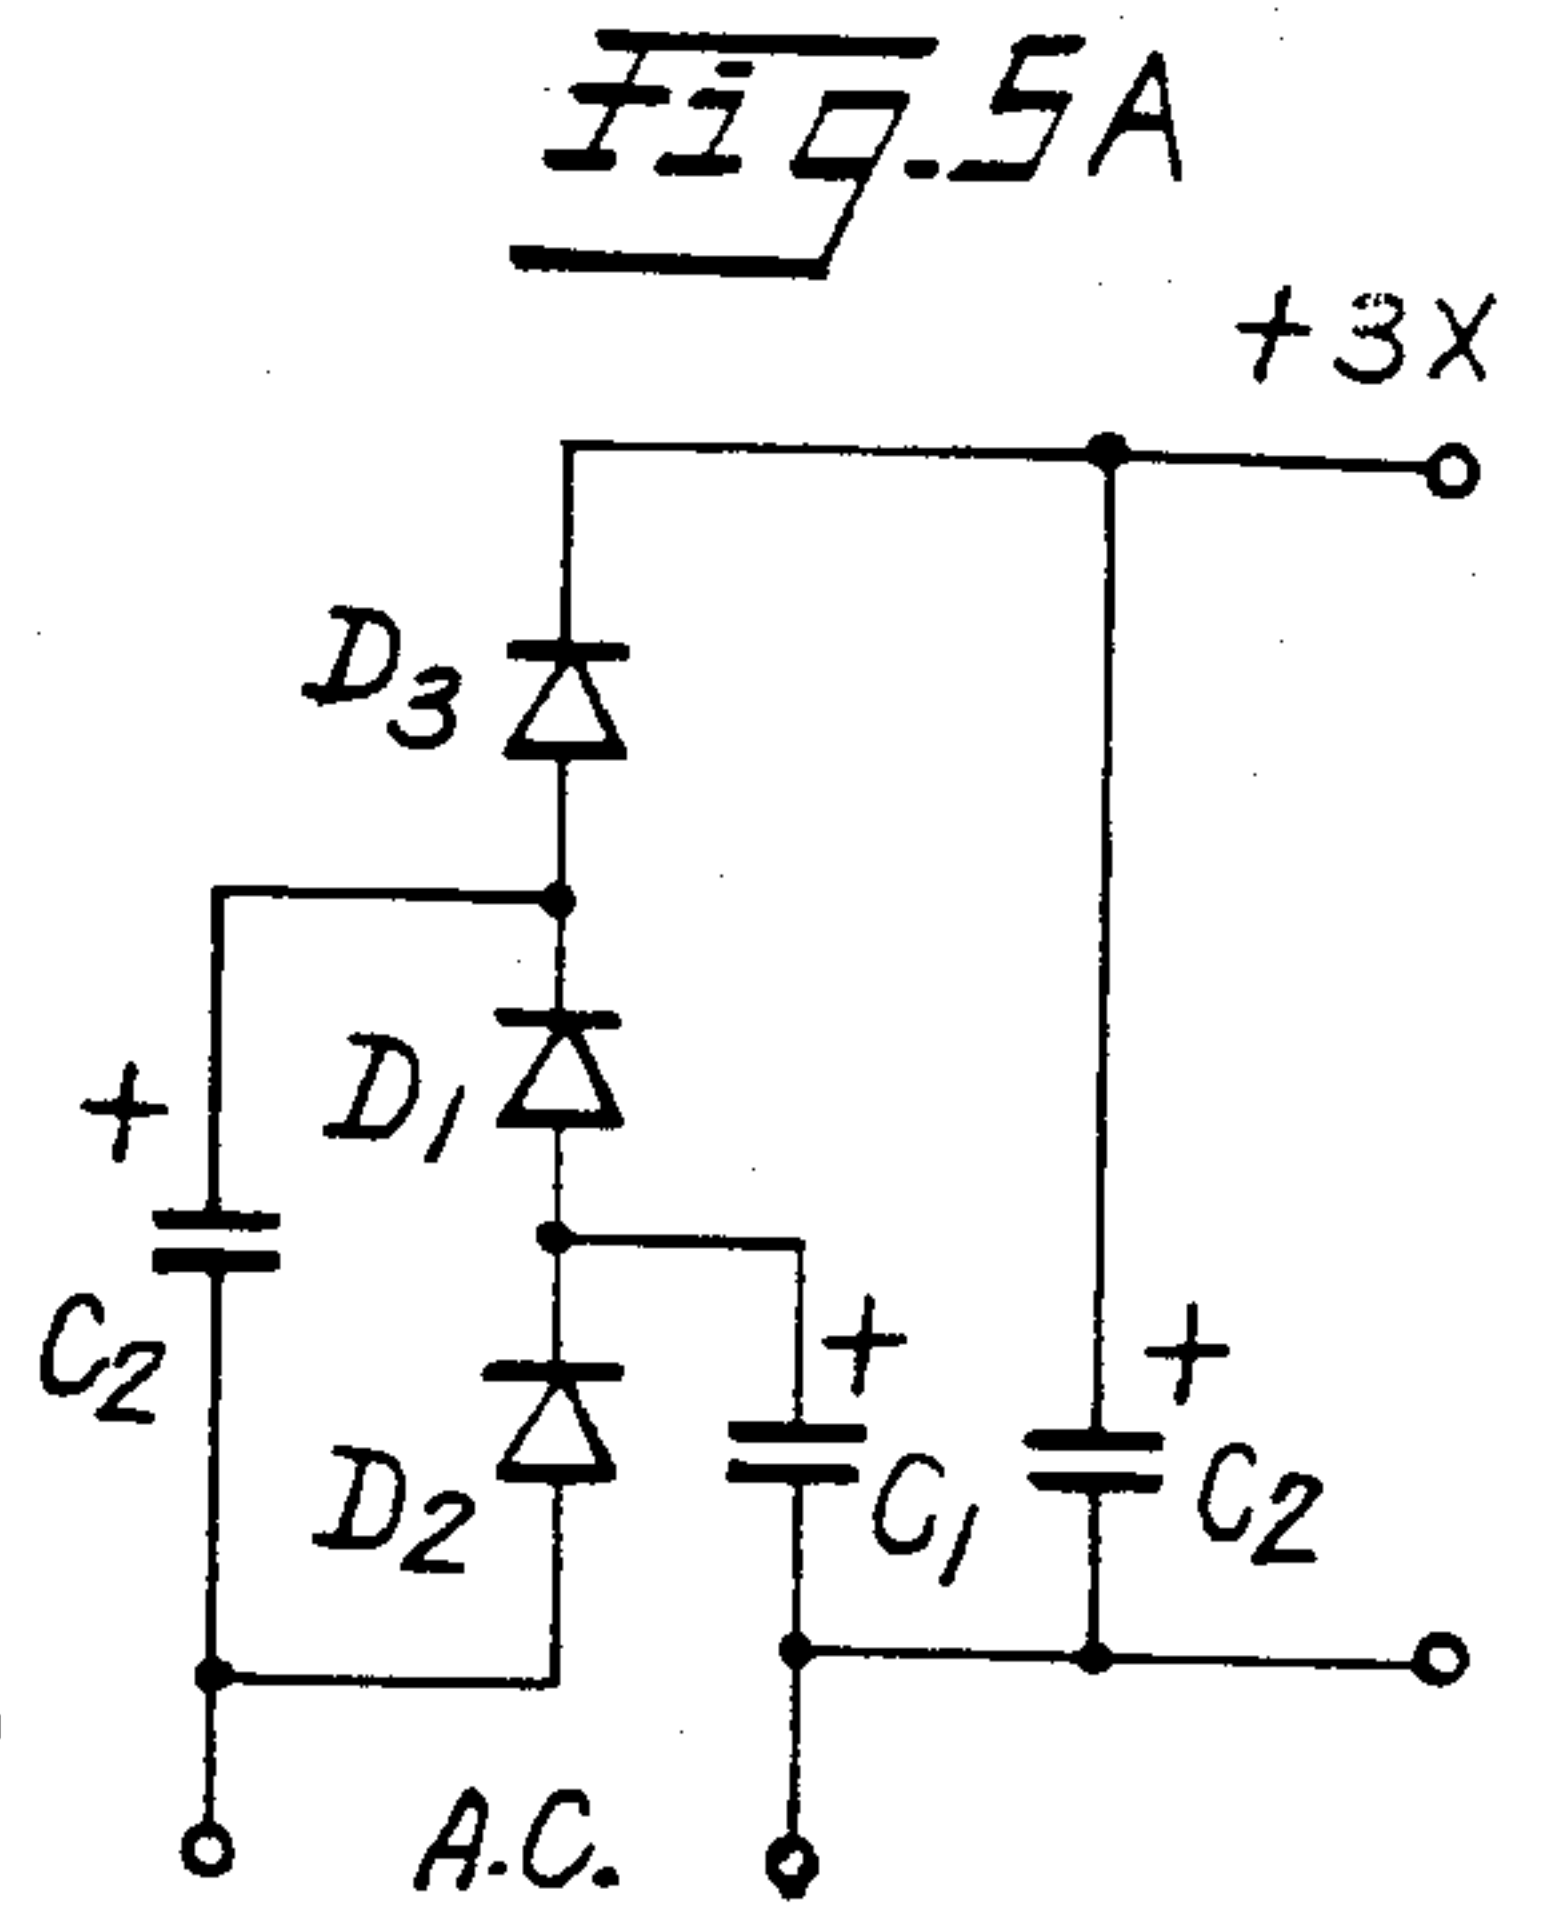 Fig. 5A
+3X
D3
D1
+
C2
+
+
D2
C1
C2
A.C.